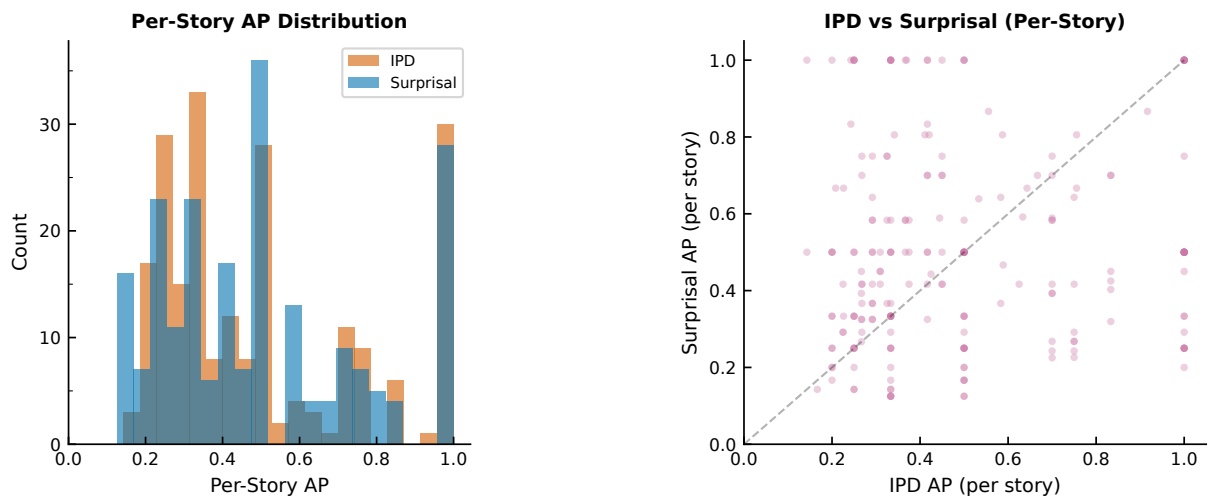 Per-Story AP Distribution
IPD
Surprisal
Count
30
20
10
0
0.0 0.2 0.4 0.6 0.8 1.0
Per-Story AP
IPD vs Surprisal (Per-Story)
Surprisal AP (per story)
1.0
0.8
0.6
0.4
0.2
0.0
0.0 0.2 0.4 0.6 0.8 1.0
IPD AP (per story)